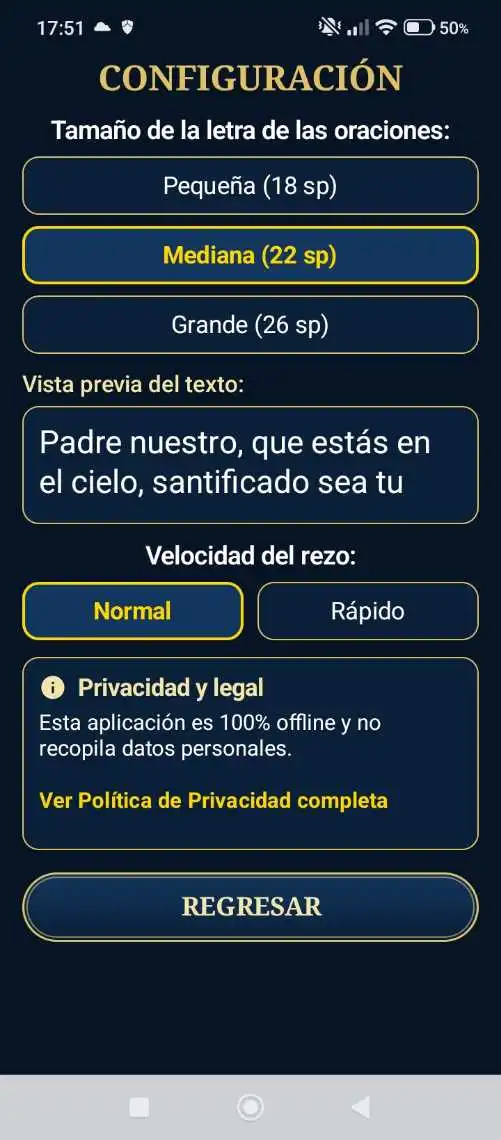 17:51
50%
CONFIGURACIÓN
Tamaño de la letra de las oraciones:
Pequeña (18 sp)
Mediana (22 sp)
Grande (26 sp)
Vista previa del texto:
Padre nuestro, que estás en
el cielo, santificado sea tu
Velocidad del rezo:
Normal
Rápido
Privacidad y legal
Esta aplicación es 100% offline y no
recopila datos personales.
Ver Política de Privacidad completa
REGRESAR